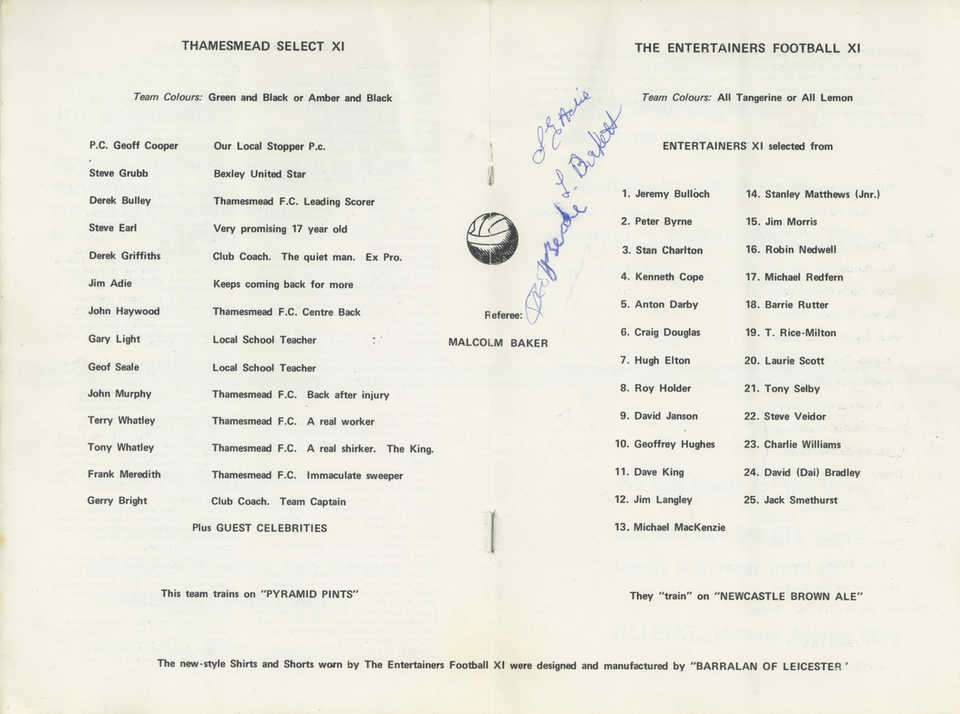 THAMESMEAD SELECT XI
Team Colours: Green and Black or Amber and Black
P.C. Geoff Cooper Our Local Stopper P.c.
Steve Grubb Bexley United Star
Derek Bulley Thamesmead F.C. Leading Scorer
Steve Earl Very promising 17 year old
Derek Griffiths Club Coach. The quiet man. Ex Pro.
Jim Adie Keeps coming back for more
John Haywood Thamesmead F.C. Centre Back
Gary Light Local School Teacher
Geof Seale Local School Teacher
John Murphy Thamesmead F.C. Back after injury
Terry Whatley Thamesmead F.C. A real worker
Tony Whatley Thamesmead F.C. A real shirker. The King.
Frank Meredith Thamesmead F.C. Immaculate sweeper
Gerry Bright Club Coach. Team Captain
Plus GUEST CELEBRITIES
This team trains on "PYRAMID PINTS"
Referee:
MALCOLM BAKER
THE ENTERTAINERS FOOTBALL XI
Team Colours: All Tangerine or All Lemon
ENTERTAINERS XI selected from
1. Jeremy Bulloch
2. Peter Byrne
3. Stan Charlton
4. Kenneth Cope
5. Anton Darby
6. Craig Douglas
7. Hugh Elton
8. Roy Holder
9. David Janson
10. Geoffrey Hughes
11. Dave King
12. Jim Langley
13. Michael MacKenzie
14. Stanley Matthews (Jnr.)
15. Jim Morris
16. Robin Nedwell
17. Michael Redfern
18. Barrie Rutter
19. T. Rice-Milton
20. Laurie Scott
21. Tony Selby
22. Steve Veidor
23. Charlie Williams
24. David (Dai) Bradley
25. Jack Smethurst
They "train" on "NEWCASTLE BROWN ALE"
The new-style Shirts and Shorts worn by The Entertainers Football XI were designed and manufactured by "BARRALAN OF LEICESTER"